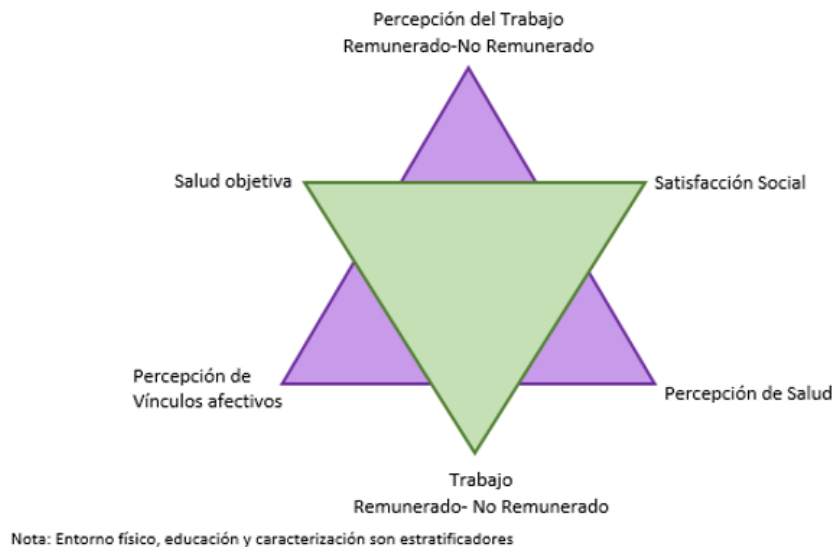 Percepción del Trabajo
Remunerado-No Remunerado
Salud objetiva
Satisfacción Social
Percepción de
Vínculos afectivos
Percepción de Salud
Trabajo
Remunerado- No Remunerado
Nota: Entorno físico, educación y caracterización son estratificadores